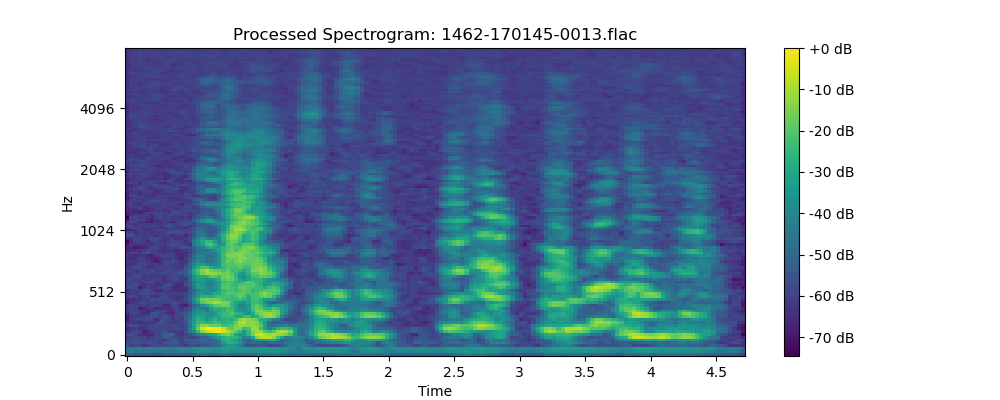 Processed Spectrogram: 1462-170145-0013.flac
Hz
4096
2048
1024
512
0
0 0.5 1 1.5 2 2.5 3 3.5 4 4.5
Time
+0 dB
-10 dB
-20 dB
-30 dB
-40 dB
-50 dB
-60 dB
-70 dB